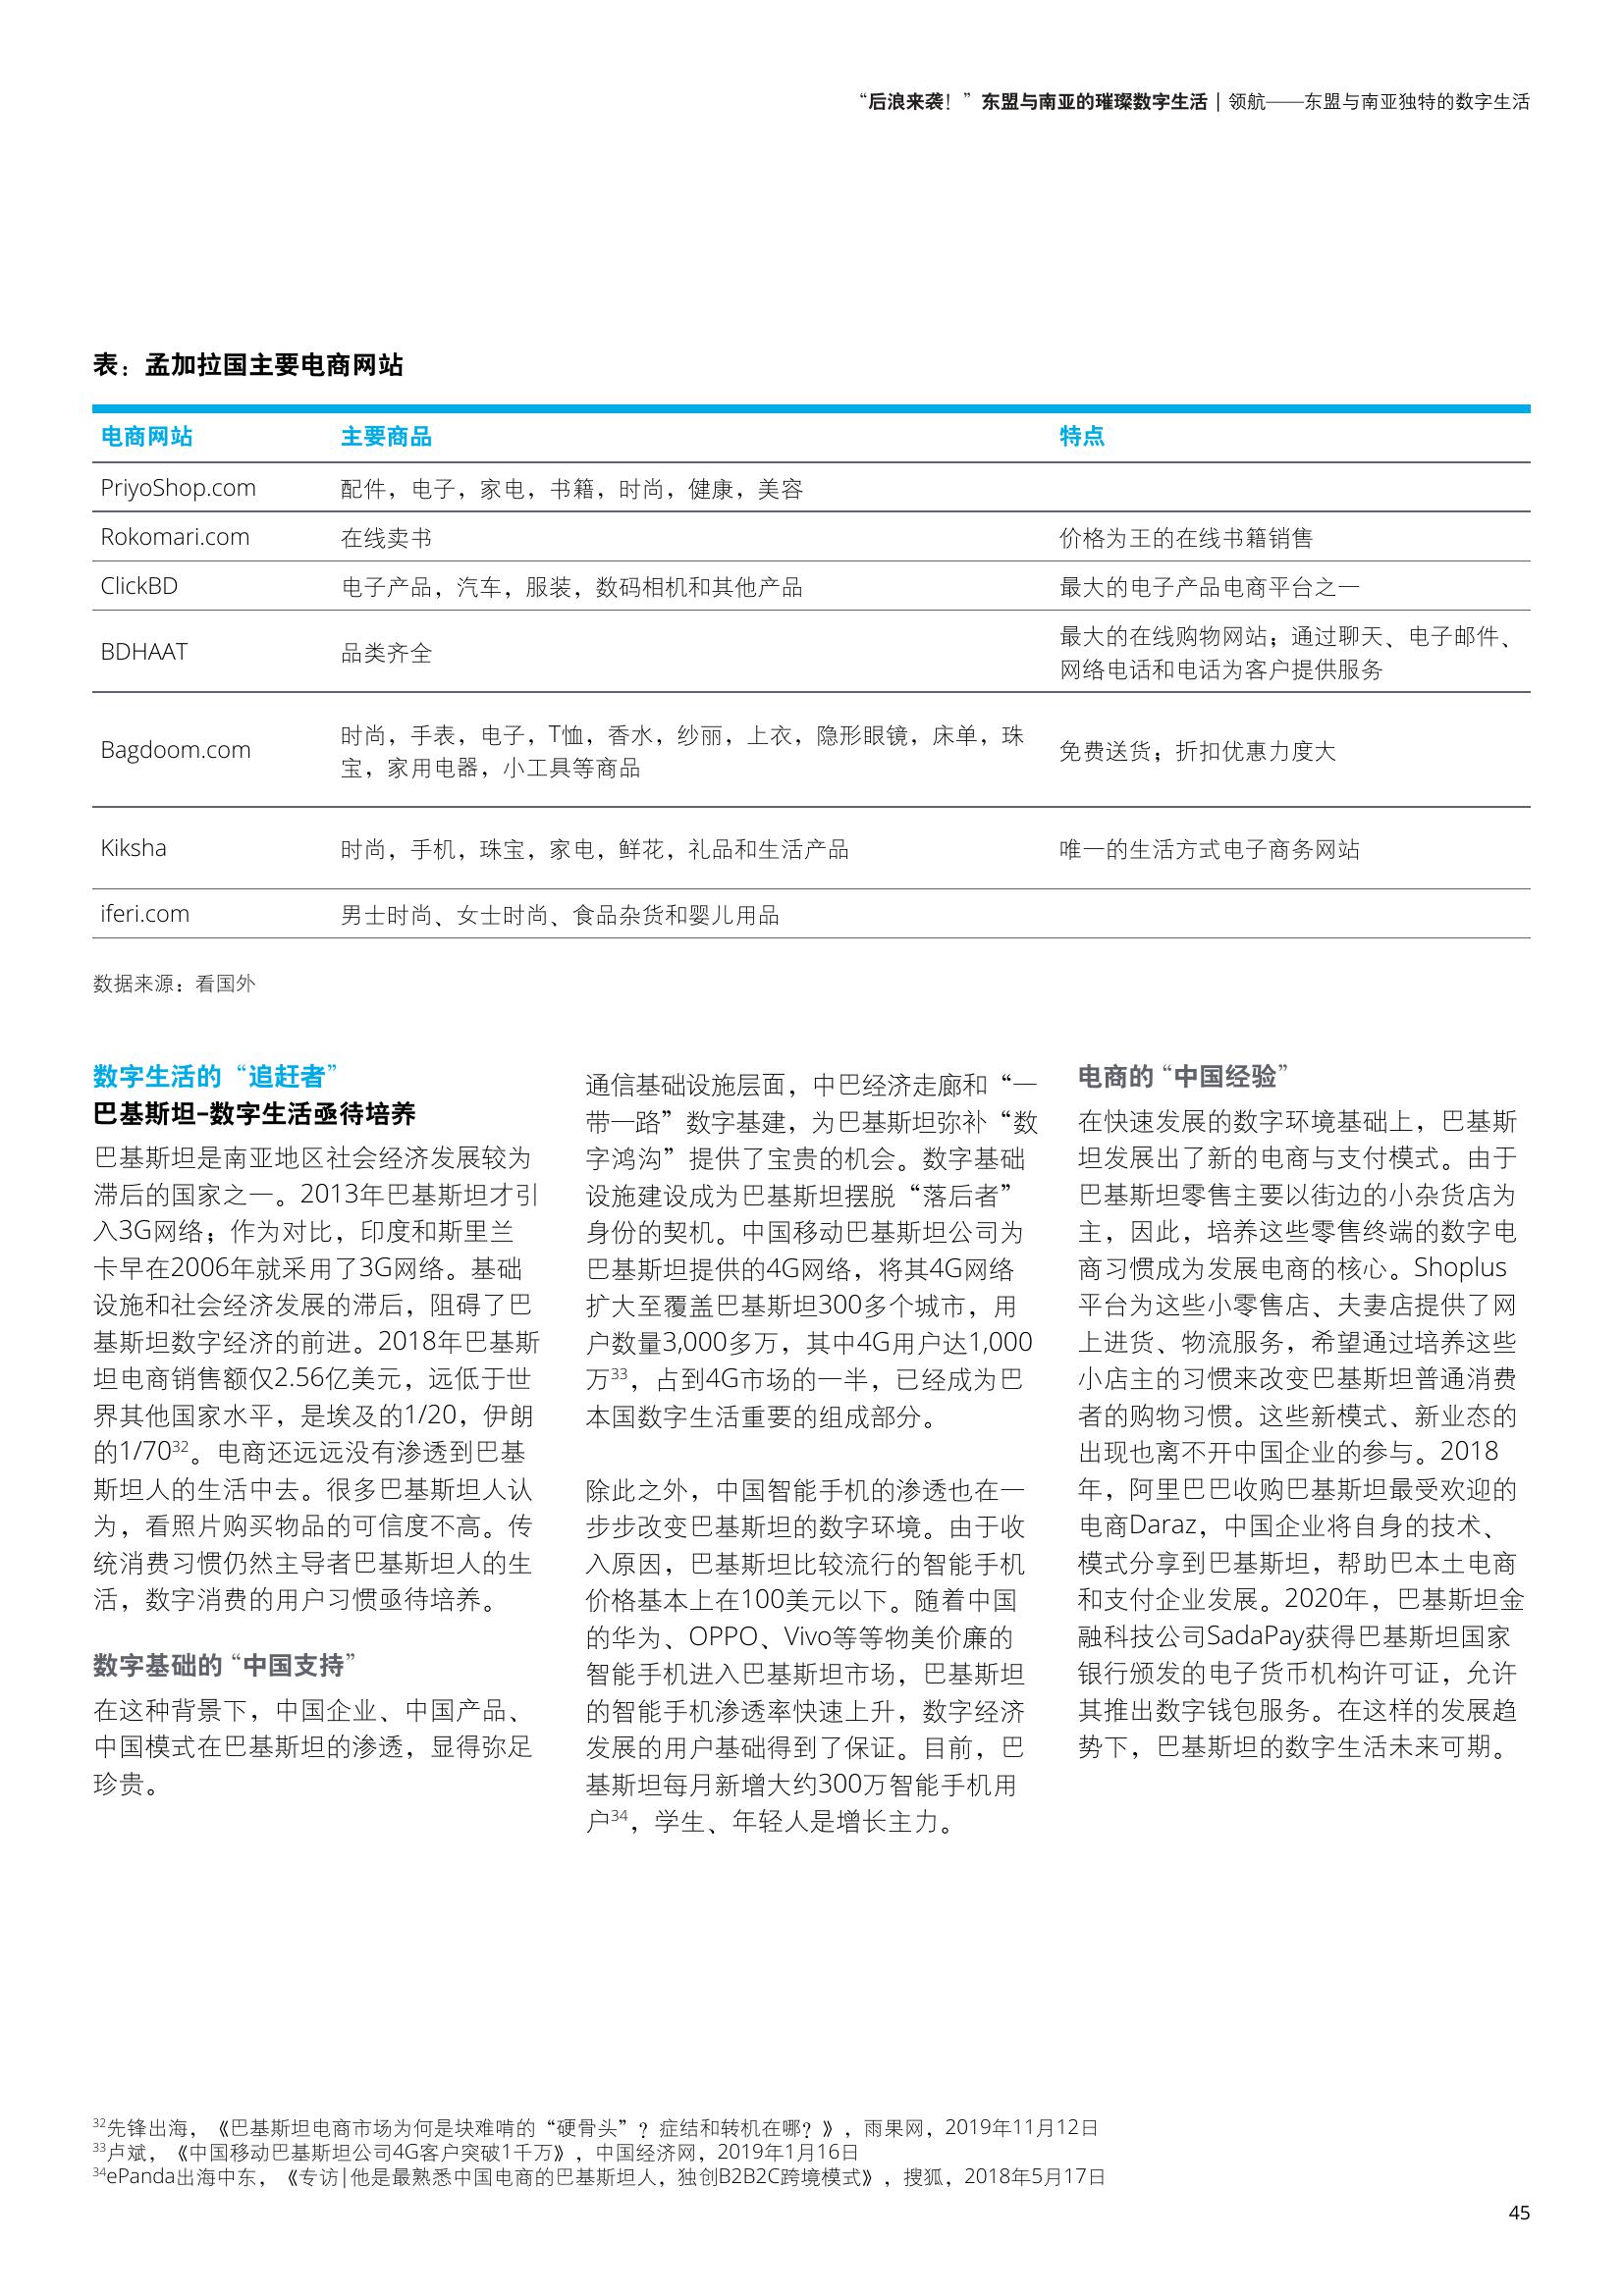 “后浪来袭！”东盟与南亚的璀璨数字生活 | 领航——东盟与南亚独特的数字生活
表：孟加拉国主要电商网站
电商网站 主要商品 特点
PriyoShop.com 配件，电子，家电，书籍，时尚，健康，美容
Rokomari.com 在线卖书 价格为王的在线书籍销售
ClickBD 电子产品，汽车，服装，数码相机和其他产品 最大的电子产品电商平台之一
BDHAAT 品类齐全 最大的在线购物网站；通过聊天、电子邮件、
网络电话和电话为客户提供服务
Bagdoom.com 时尚，手表，电子，T恤，香水，纱丽，上衣，隐形眼镜，床单，珠
宝，家用电器，小工具等商品 免费送货；折扣优惠力度大
Kiksha 时尚，手机，珠宝，家电，鲜花，礼品和生活产品 唯一的生活方式电子商务网站
iferi.com 男士时尚、女士时尚、食品杂货和婴儿用品
数据来源：看国外
数字生活的“追赶者”
巴基斯坦–数字生活亟待培养
巴基斯坦是南亚地区社会经济发展较为
滞后的国家之一。2013年巴基斯坦才引
入3G网络；作为对比，印度和斯里兰
卡早在2006年就采用了3G网络。基础
设施和社会经济发展的滞后，阻碍了巴
基斯坦数字经济的前进。2018年巴基斯
坦电商销售额仅2.56亿美元，远低于世
界其他国家水平，是埃及的1/20，伊朗
的1/70³²。电商还远远没有渗透到巴基
斯坦人的生活中去。很多巴基斯坦人认
为，看照片购买物品的可信度不高。传
统消费习惯仍然主导者巴基斯坦人的生
活，数字消费的用户习惯亟待培养。
数字基础的“中国支持”
在这种背景下，中国企业、中国产品、
中国模式在巴基斯坦的渗透，显得弥足
珍贵。
通信基础设施层面，中巴经济走廊和“一
带一路”数字基建，为巴基斯坦弥补“数
字鸿沟”提供了宝贵的机会。数字基础
设施建设成为巴基斯坦摆脱“落后者”
身份的契机。中国移动巴基斯坦公司为
巴基斯坦提供的4G网络，将其4G网络
扩大至覆盖巴基斯坦300多个城市，用
户数量3,000多万，其中4G用户达1,000
万³³，占到4G市场的一半，已经成为巴
本国数字生活重要的组成部分。
除此之外，中国智能手机的渗透也在一
步步改变巴基斯坦的数字环境。由于收
入原因，巴基斯坦比较流行的智能手机
价格基本上在100美元以下。随着中国
的华为、OPPO、Vivo等等物美价廉的
智能手机进入巴基斯坦市场，巴基斯坦
的智能手机渗透率快速上升，数字经济
发展的用户基础得到了保证。目前，巴
基斯坦每月新增大约300万智能手机用
户³⁴，学生、年轻人是增长主力。
电商的“中国经验”
在快速发展的数字环境基础上，巴基斯
坦发展出了新的电商与支付模式。由于
巴基斯坦零售主要以街边的小杂货店为
主，因此，培养这些零售终端的数字电
商习惯成为发展电商的核心。Shoplus
平台为这些小零售店、夫妻店提供了网
上进货、物流服务，希望通过培养这些
小店主的习惯来改变巴基斯坦普通消费
者的购物习惯。这些新模式、新业态的
出现也离不开中国企业的参与。2018
年，阿里巴巴收购巴基斯坦最受欢迎的
电商Daraz，中国企业将自身的技术、
模式分享到巴基斯坦，帮助巴本土电商
和支付企业发展。2020年，巴基斯坦金
融科技公司SadaPay获得巴基斯坦国家
银行颁发的电子货币机构许可证，允许
其推出数字钱包服务。在这样的发展趋
势下，巴基斯坦的数字生活未来可期。
³²先锋出海，《巴基斯坦电商市场为何是块难啃的“硬骨头”？症结和转机在哪？》，雨果网，2019年11月12日
³³卢斌，《中国移动巴基斯坦公司4G客户突破1千万》，中国经济网，2019年1月16日
³⁴ePanda出海中东，《专访|他是最熟悉中国电商的巴基斯坦人，独创B2B2C跨境模式》，搜狐，2018年5月17日
45